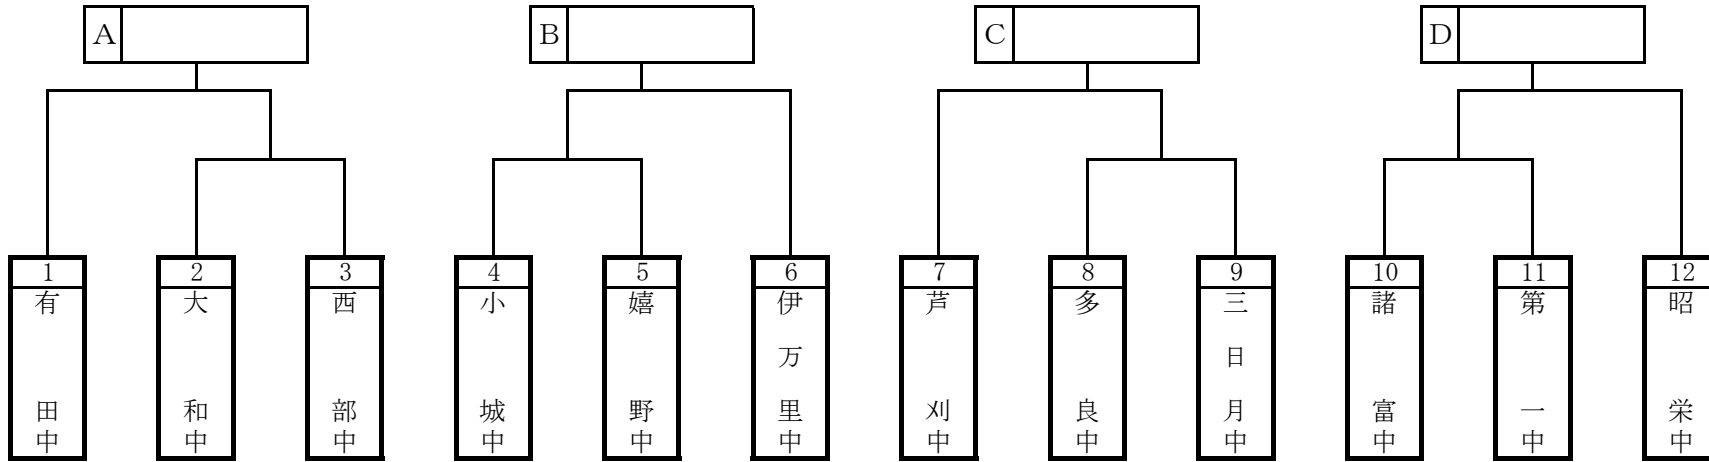 A
B
C
D
1
2
3
4
5
6
7
8
9
10
11
12
有田中
大和中
西部中
小城中
嬉野中
伊万里中
芦刈中
多良中
三日月中
諸富中
第一中
昭栄中